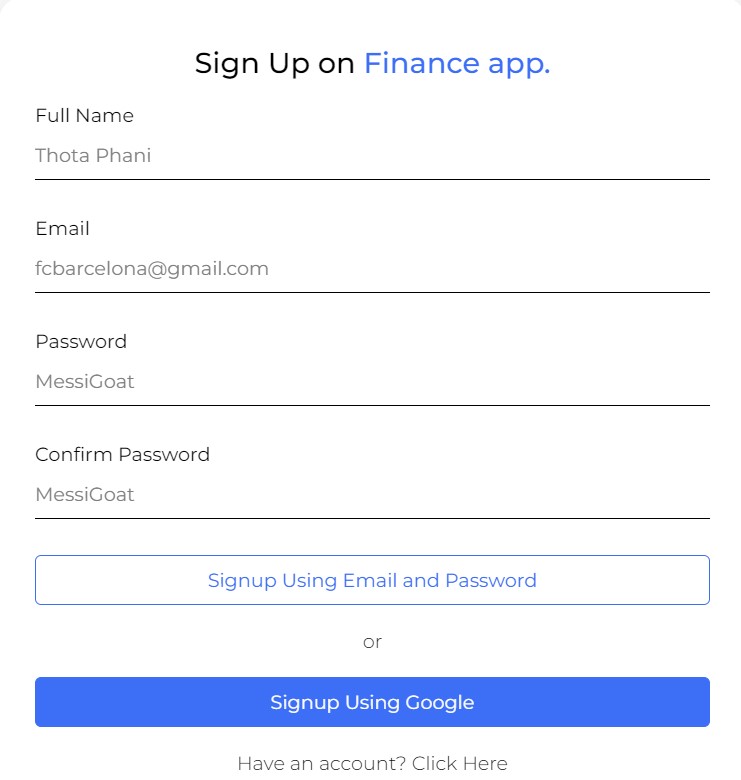 Sign Up on Finance app.
Full Name
Thota Phani
Email
fcbarcelona@gmail.com
Password
MessiGoat
Confirm Password
MessiGoat
Signup Using Email and Password
or
Signup Using Google
Have an account? Click Here